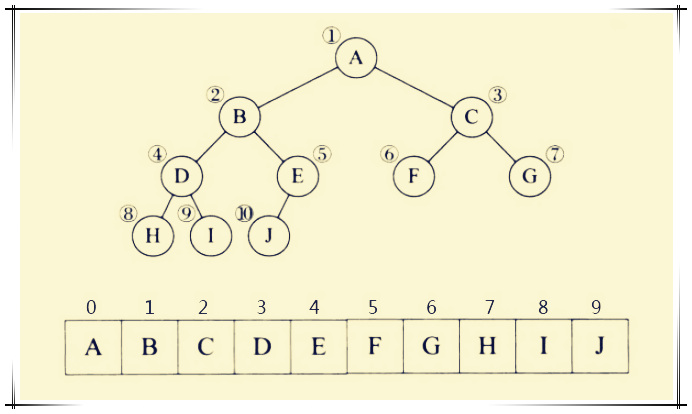 ① A
② B ③ C
④ D ⑤ E ⑥ F ⑦ G
⑧ H ⑨ I ⑩ J
0 1 2 3 4 5 6 7 8 9
A B C D E F G H I J